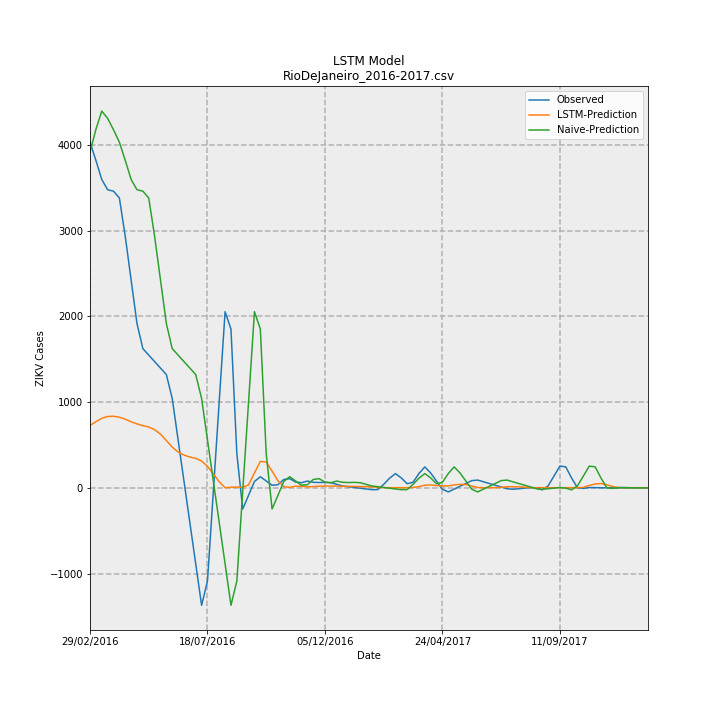 LSTM Model
RioDeJaneiro_2016-2017.csv
Observed
LSTM-Prediction
Naive-Prediction
4000
3000
2000
1000
0
−1000
ZIKV Cases
29/02/2016
18/07/2016
05/12/2016
24/04/2017
11/09/2017
Date